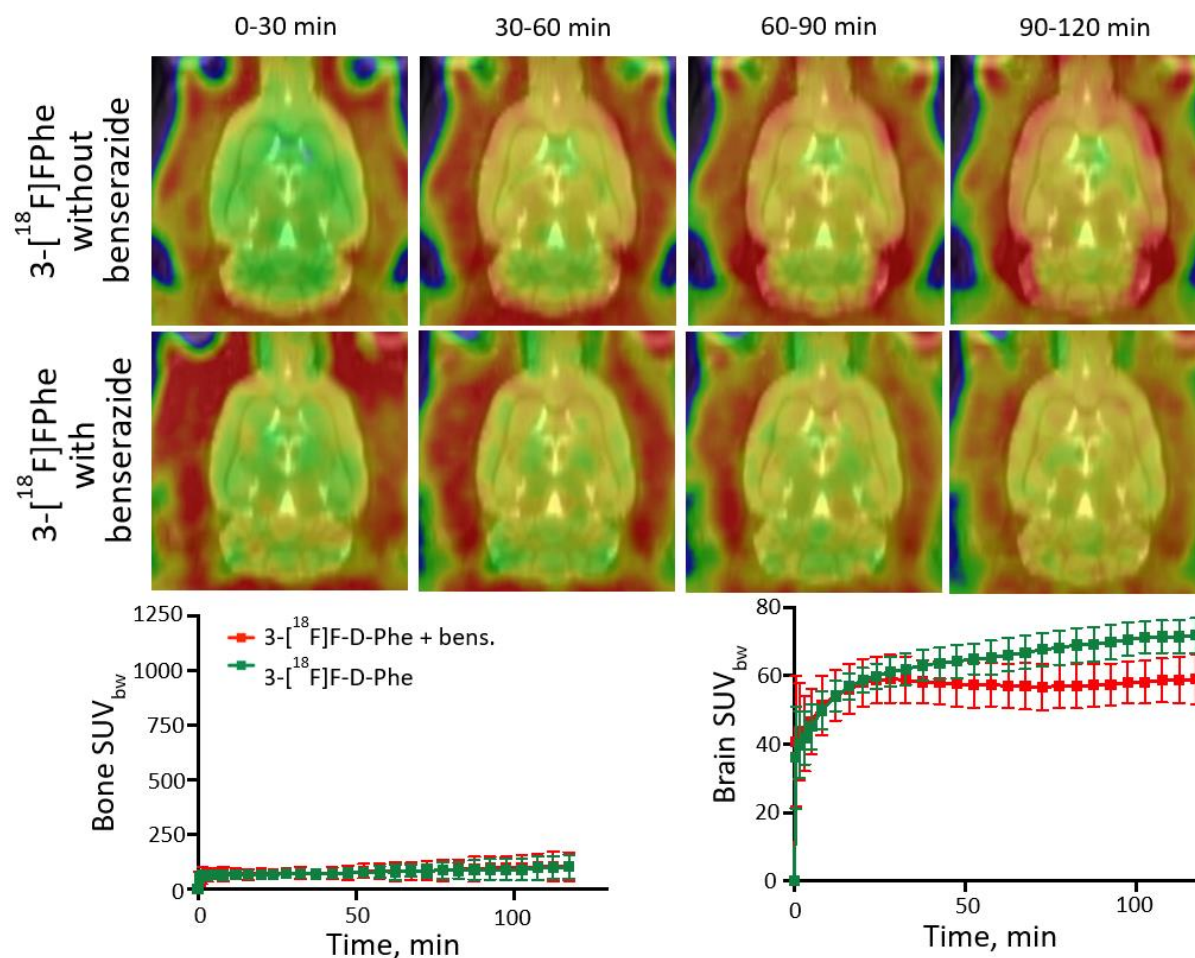 0-30 min
30-60 min
60-90 min
90-120 min
3-[¹⁸F]FPhe
without
benserazide
3-[¹⁸F]FPhe
with
benserazide
1250
1000
750
500
250
0
Bone SUVbw
3-[¹⁸F]F-D-Phe + bens.
3-[¹⁸F]F-D-Phe
0
50
100
Time, min
80
60
40
20
0
Brain SUVbw
0
50
100
Time, min